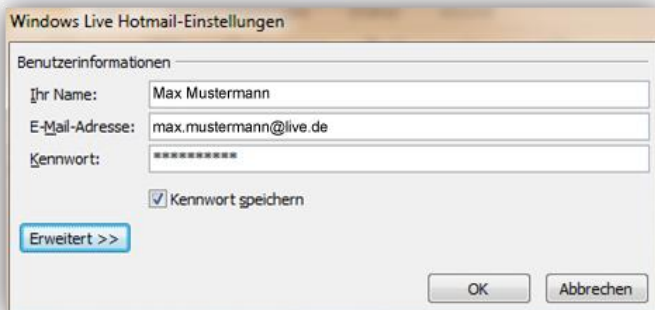 Windows Live Hotmail-Einstellungen
Benutzerinformationen
Ihr Name: Max Mustermann
E-Mail-Adresse: max.mustermann@live.de
Kennwort: **********
Kennwort speichern
Erweitert >>
OK Abbrechen